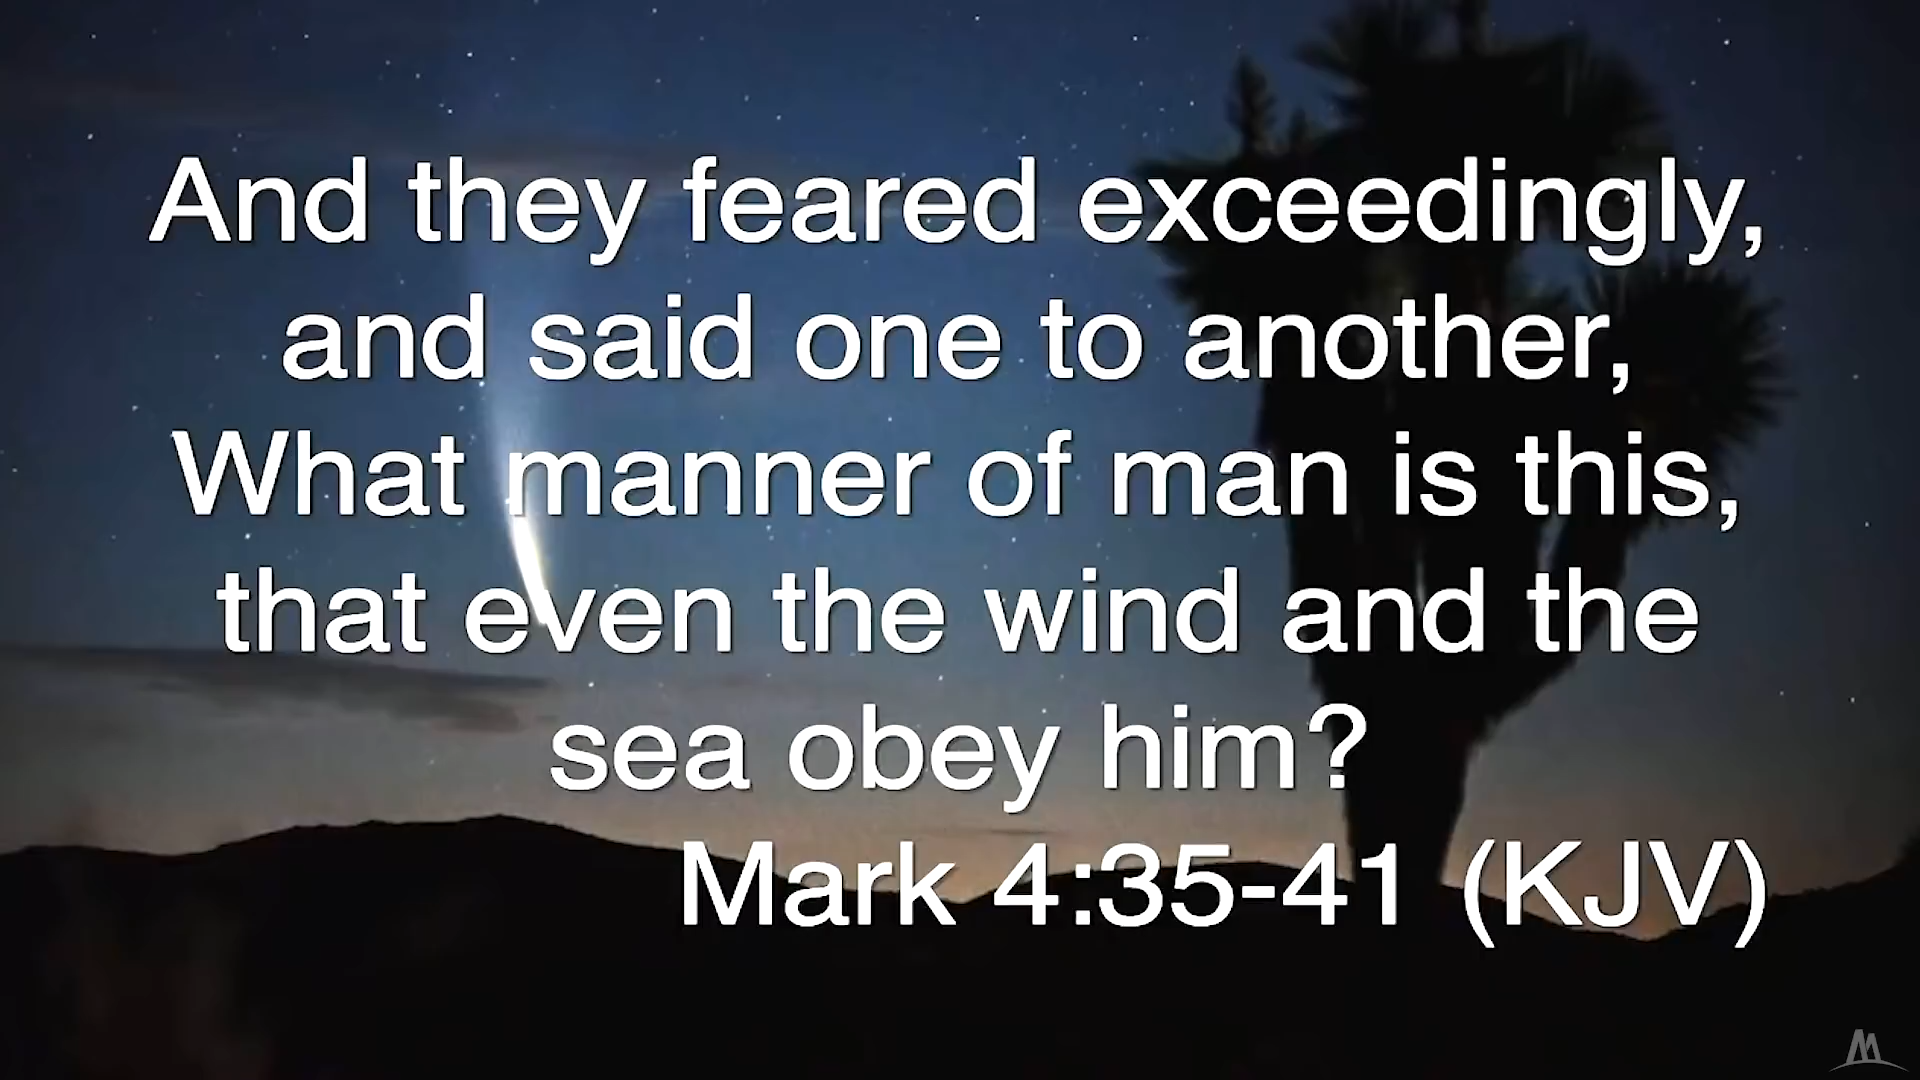 And they feared exceedingly,
and said one to another,
What manner of man is this,
that even the wind and the
sea obey him?
Mark 4:35-41 (KJV)